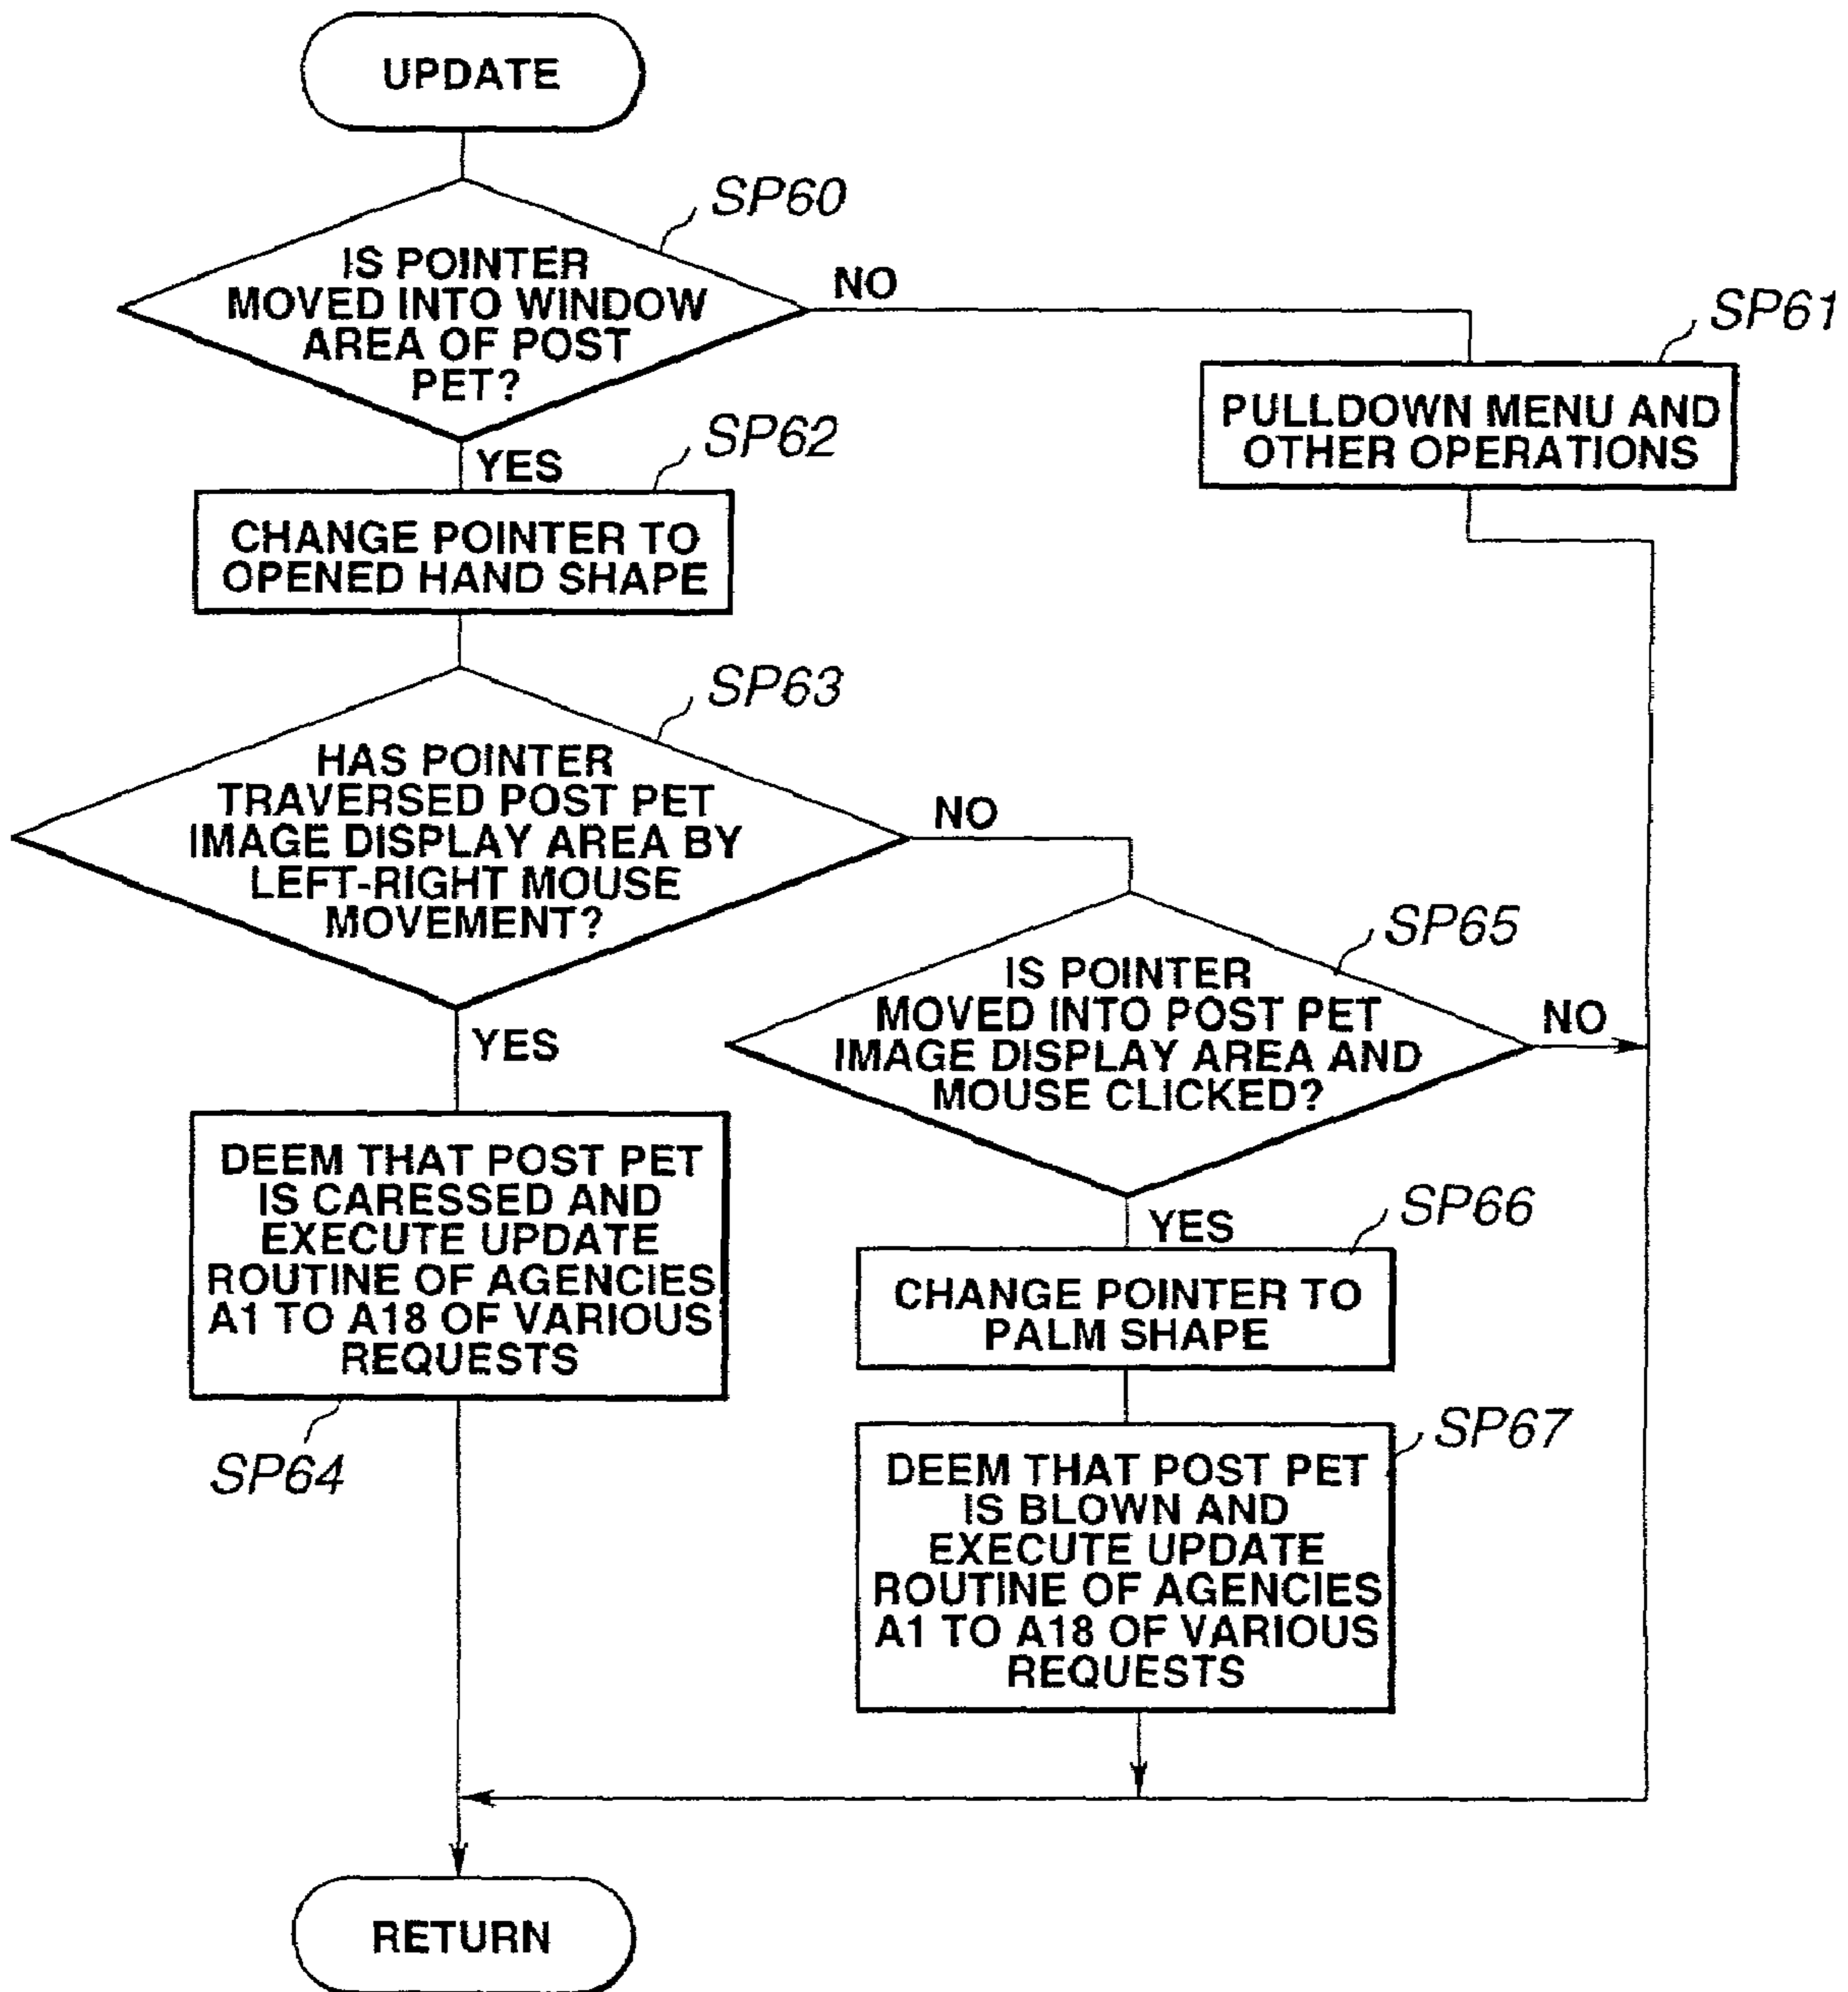 UPDATE
SP60
IS POINTER
MOVED INTO WINDOW
AREA OF POST
PET?
NO
SP61
PULLDOWN MENU AND
OTHER OPERATIONS
YES
SP62
CHANGE POINTER TO
OPENED HAND SHAPE
SP63
HAS POINTER
TRAVERSED POST PET
IMAGE DISPLAY AREA BY
LEFT-RIGHT MOUSE
MOVEMENT?
NO
YES
SP65
IS POINTER
MOVED INTO POST PET
IMAGE DISPLAY AREA AND
MOUSE CLICKED?
NO
YES
DEEM THAT POST PET
IS CARESSED AND
EXECUTE UPDATE
ROUTINE OF AGENCIES
A1 TO A18 OF VARIOUS
REQUESTS
SP64
SP66
CHANGE POINTER TO
PALM SHAPE
SP67
DEEM THAT POST PET
IS BLOWN AND
EXECUTE UPDATE
ROUTINE OF AGENCIES
A1 TO A18 OF VARIOUS
REQUESTS
RETURN